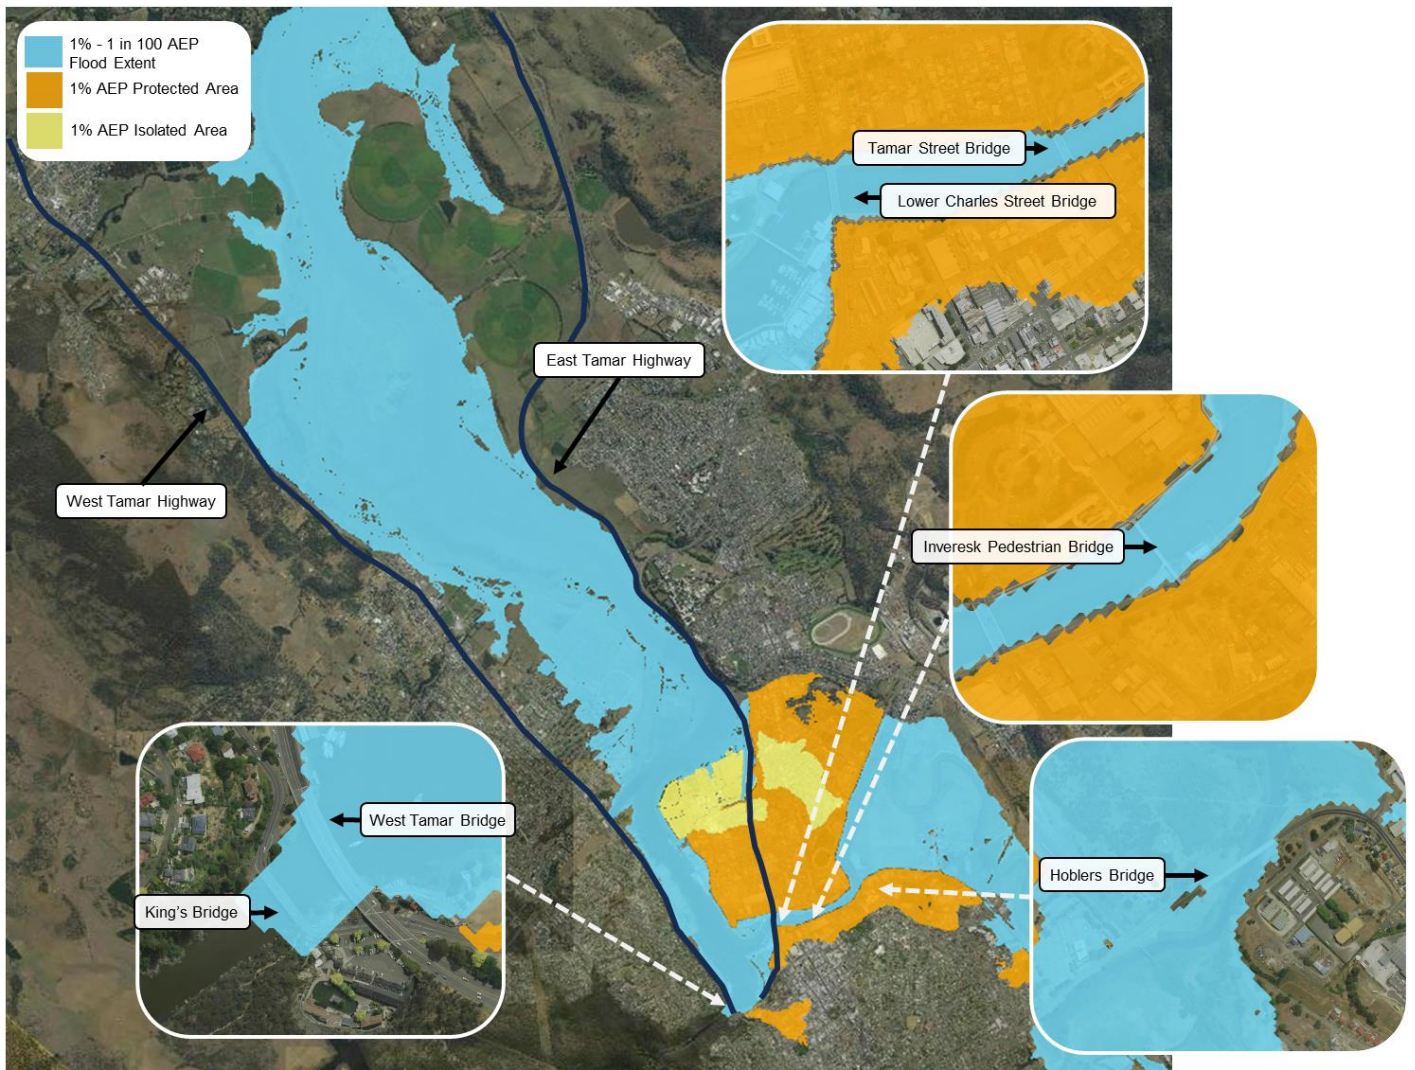 1% - 1 in 100 AEP
Flood Extent
1% AEP Protected Area
1% AEP Isolated Area
Tamar Street Bridge
Lower Charles Street Bridge
East Tamar Highway
West Tamar Highway
Inveresk Pedestrian Bridge
West Tamar Bridge
Hoblers Bridge
King's Bridge